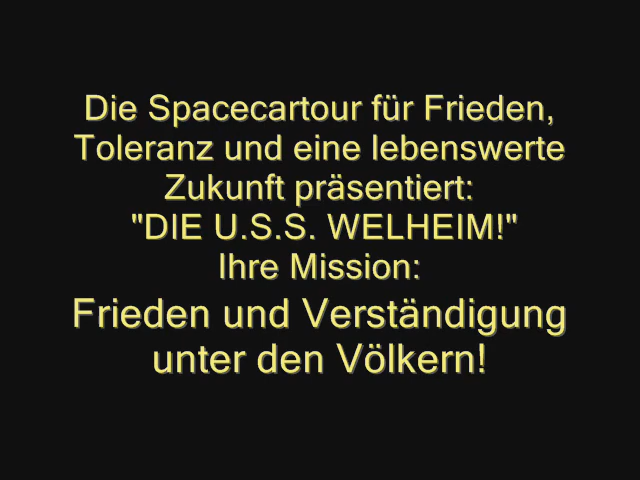 Die Spacecartour für Frieden,
Toleranz und eine lebenswerte
Zukunft präsentiert:
"DIE U.S.S. WELHEIM!"
Ihre Mission:
Frieden und Verständigung
unter den Völkern!